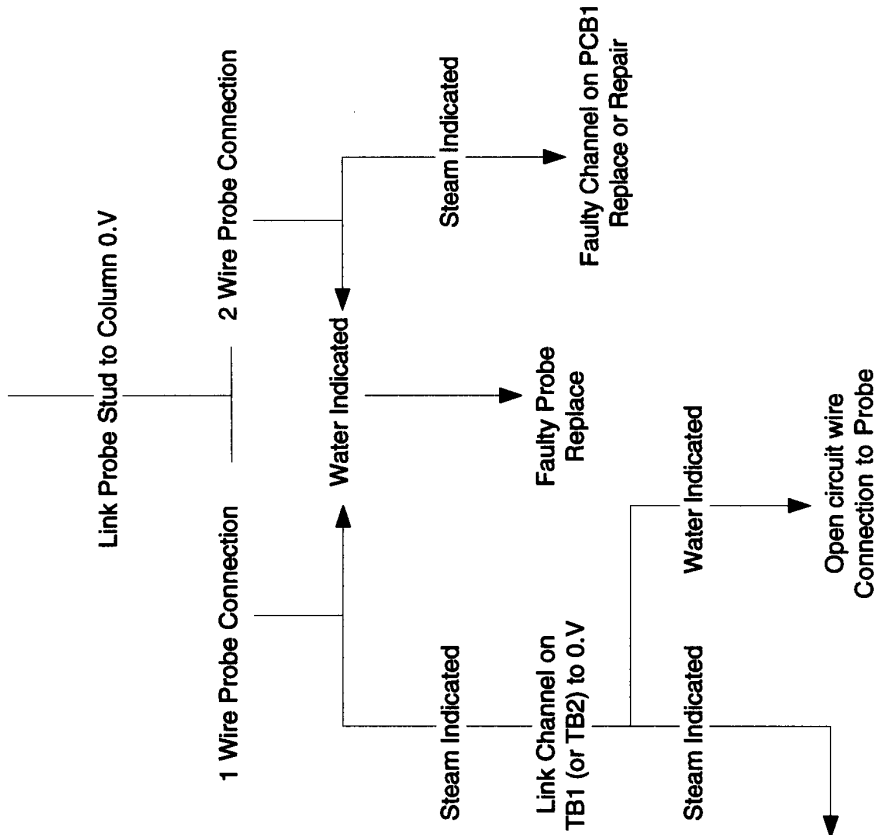 Link Probe Stud to Column 0.V
1 Wire Probe Connection
2 Wire Probe Connection
Water Indicated
Steam Indicated
Steam Indicated
Faulty Probe
Replace
Faulty Channel on PCB1
Replace or Repair
Link Channel on
TB1 (or TB2) to 0.V
Water Indicated
Steam Indicated
Open circuit wire
Connection to Probe